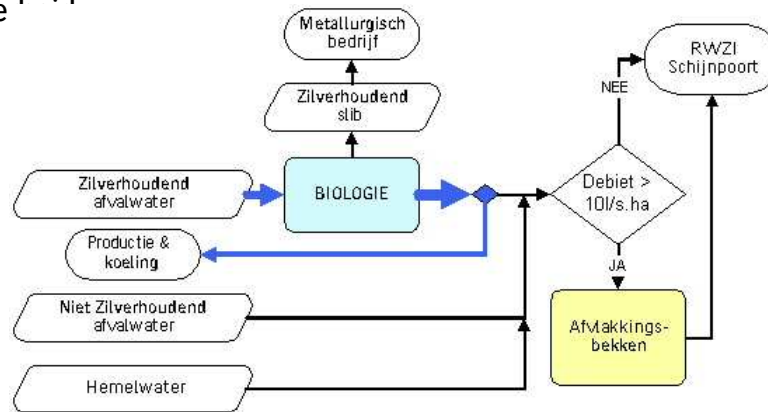 e
Metallurgisch
bedrijf
RWZI
Schijnpoort
Zilverhoudend
slib
NEE
Zilverhoudend
afvalwater
BIOLOGIE
Debiet >
10l/s.ha
Productie &
koeling
JA
Niet Zilverhoudend
afvalwater
Afvlakkings-
bekken
Hemelwater